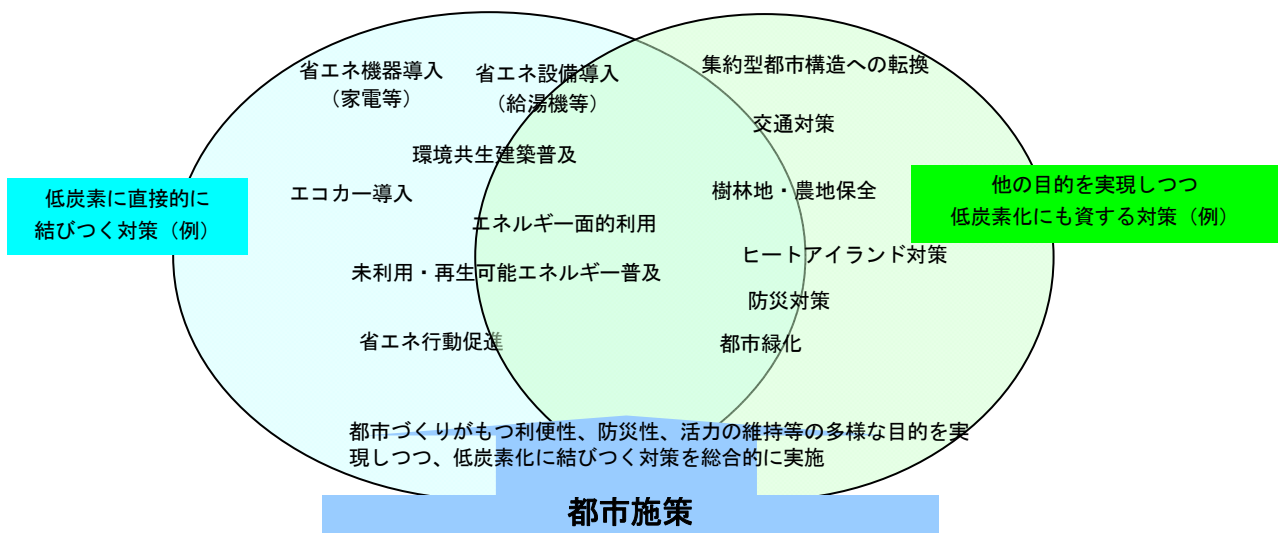 省エネ機器導入
（家電等）
省エネ設備導入
（給湯機等）
集約型都市構造への転換
交通対策
環境共生建築普及
低炭素に直接的に
結びつく対策（例）
エコカー導入
樹林地・農地保全
他の目的を実現しつつ
低炭素化にも資する対策（例）
エネルギー面的利用
ヒートアイランド対策
未利用・再生可能エネルギー普及
防災対策
省エネ行動促進
都市緑化
都市づくりがもつ利便性、防災性、活力の維持等の多様な目的を実
現しつつ、低炭素化に結びつく対策を総合的に実施
都市施策